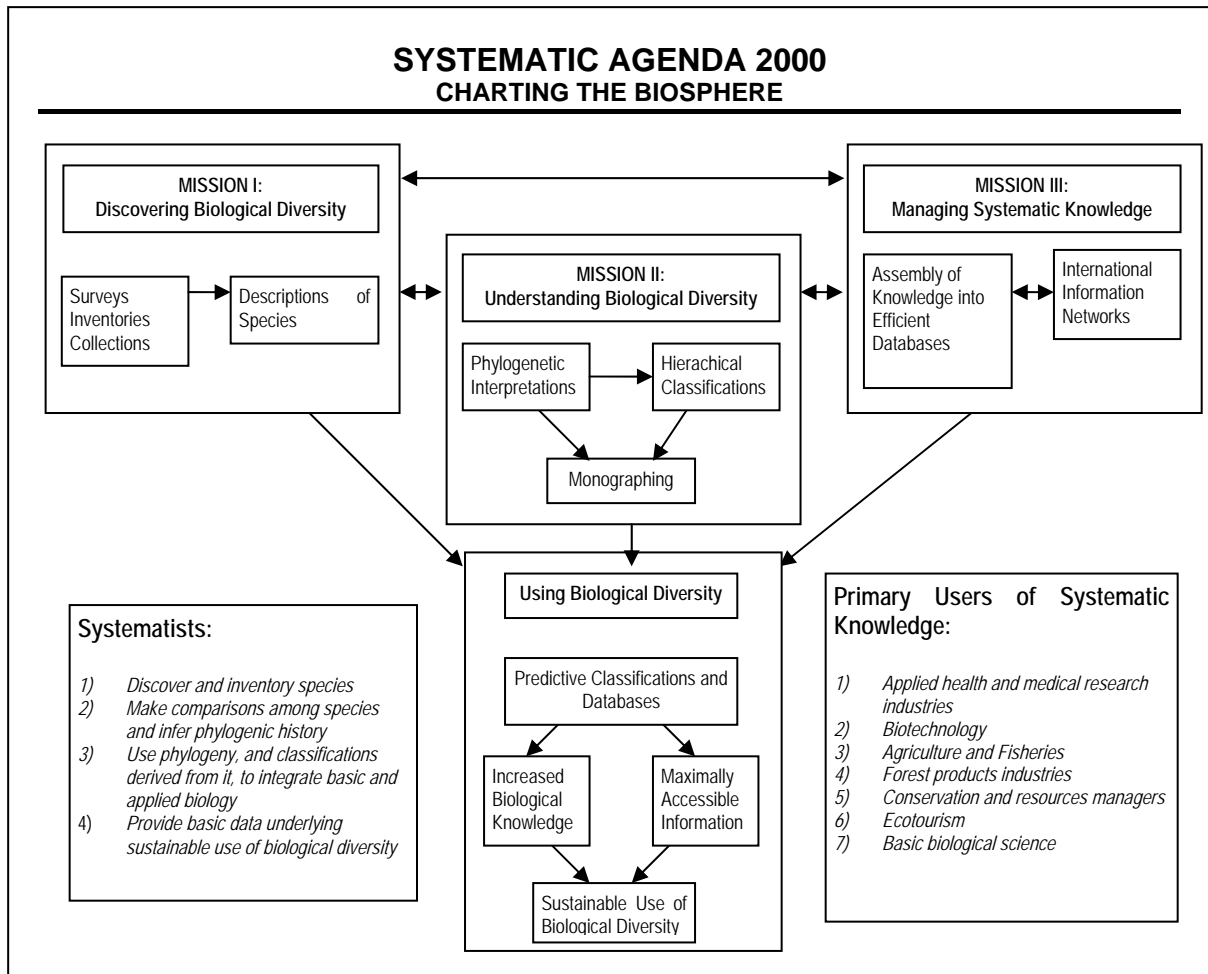 SYSTEMATIC AGENDA 2000
CHARTING THE BIOSPHERE
MISSION I:
Discovering Biological Diversity
Surveys
Inventories
Collections
Descriptions of
Species
MISSION II:
Understanding Biological Diversity
Phylogenetic
Interpretations
Hierachical
Classifications
Monographing
MISSION III:
Managing Systematic Knowledge
Assembly of
Knowledge into
Efficient
Databases
International
Information
Networks
Using Biological Diversity
Predictive Classifications and
Databases
Increased
Biological
Knowledge
Maximally
Accessible
Information
Sustainable Use of
Biological Diversity
Systematists:
1) Discover and inventory species
2) Make comparisons among species
and infer phylogenic history
3) Use phylogeny, and classifications
derived from it, to integrate basic and
applied biology
4) Provide basic data underlying
sustainable use of biological diversity
Primary Users of Systematic
Knowledge:
1) Applied health and medical research
industries
2) Biotechnology
3) Agriculture and Fisheries
4) Forest products industries
5) Conservation and resources managers
6) Ecotourism
7) Basic biological science